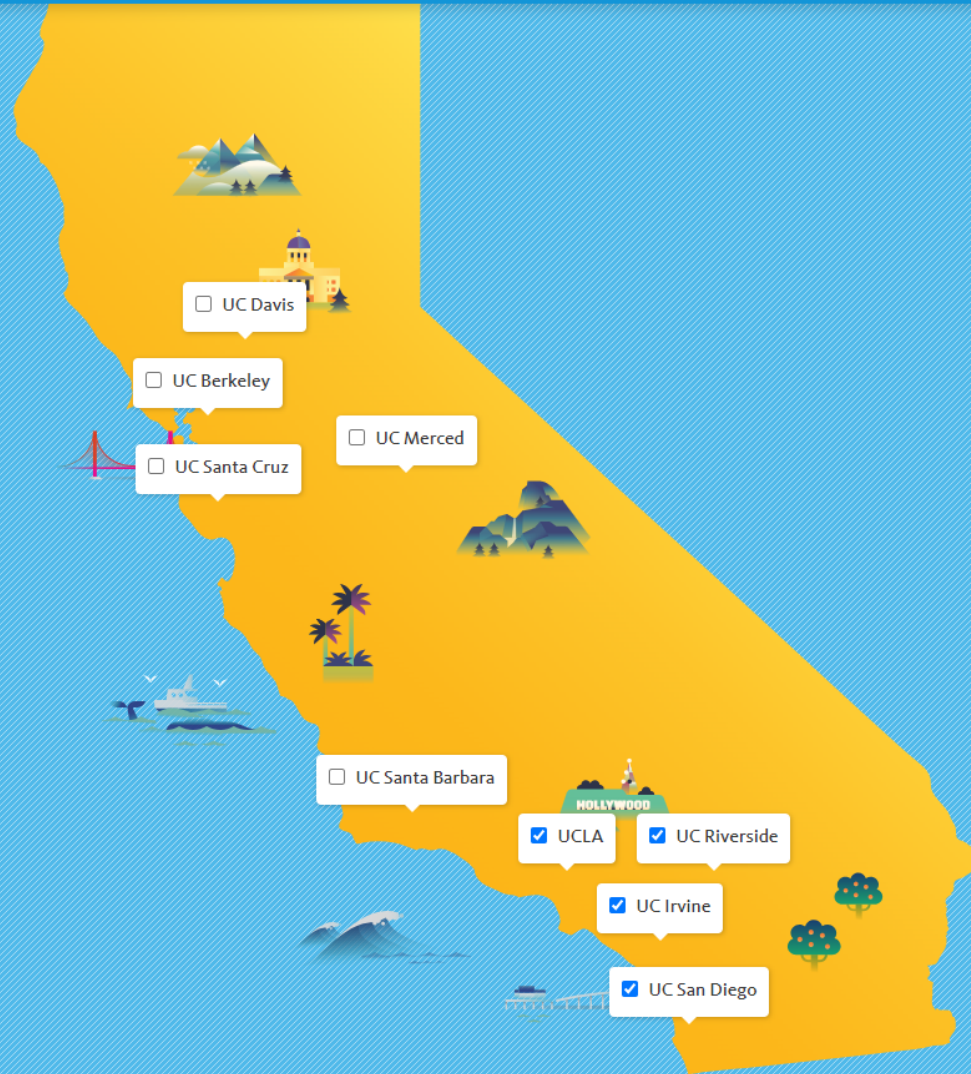 UC Davis
UC Berkeley
UC Merced
UC Santa Cruz
UC Santa Barbara
HOLLYWOOD
UCLA
UC Riverside
UC Irvine
UC San Diego